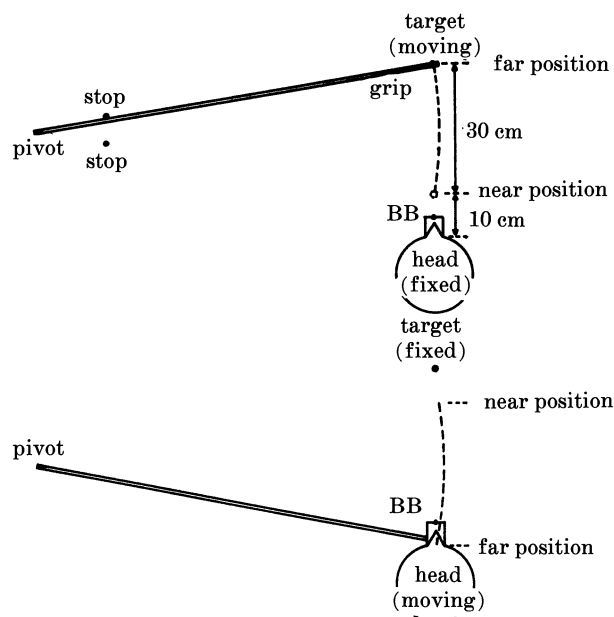 target
(moving)
far position
grip
stop
30 cm
pivot
stop
near position
BB
10 cm
head
(fixed)
target
(fixed)
near position
pivot
BB
far position
head
(moving)